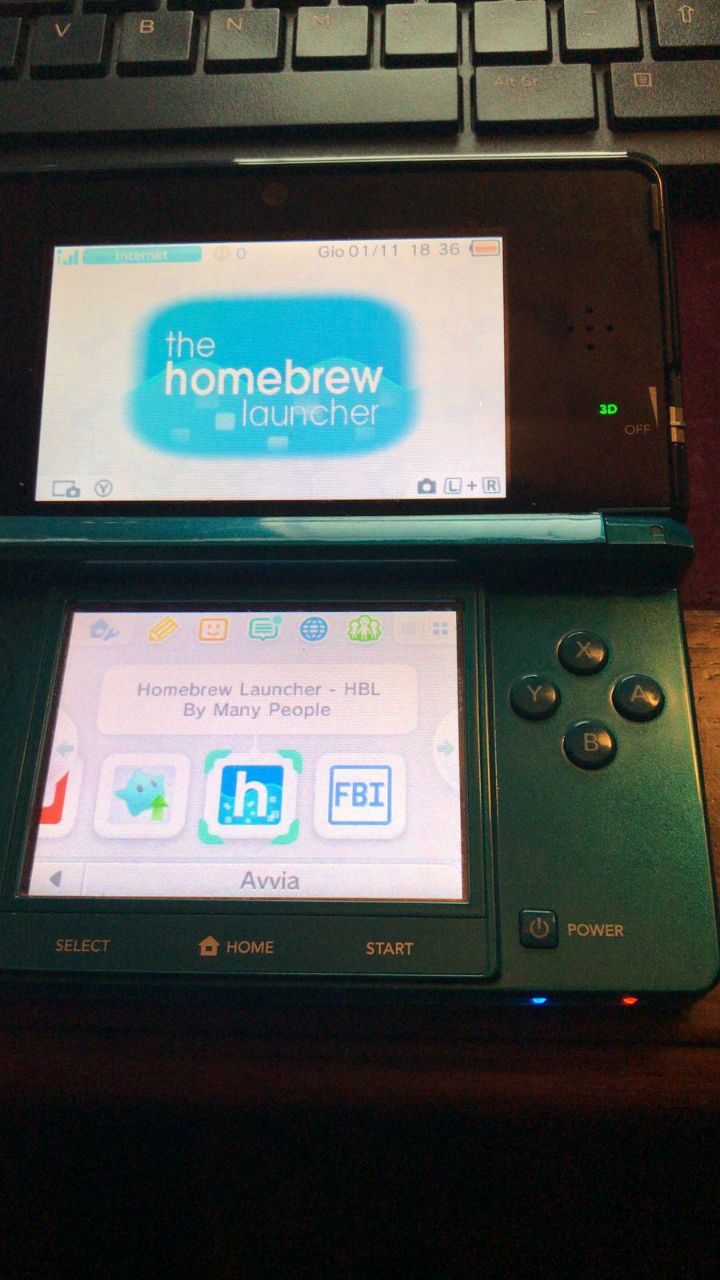 V B N M
Alt Gr
Internet 0 Gio 01/11 18 36
the
homebrew
launcher
3D
OFF
Y L + R
Homebrew Launcher - HBL
By Many People
h FBI
Avvia
X
Y A
B
SELECT HOME START
POWER